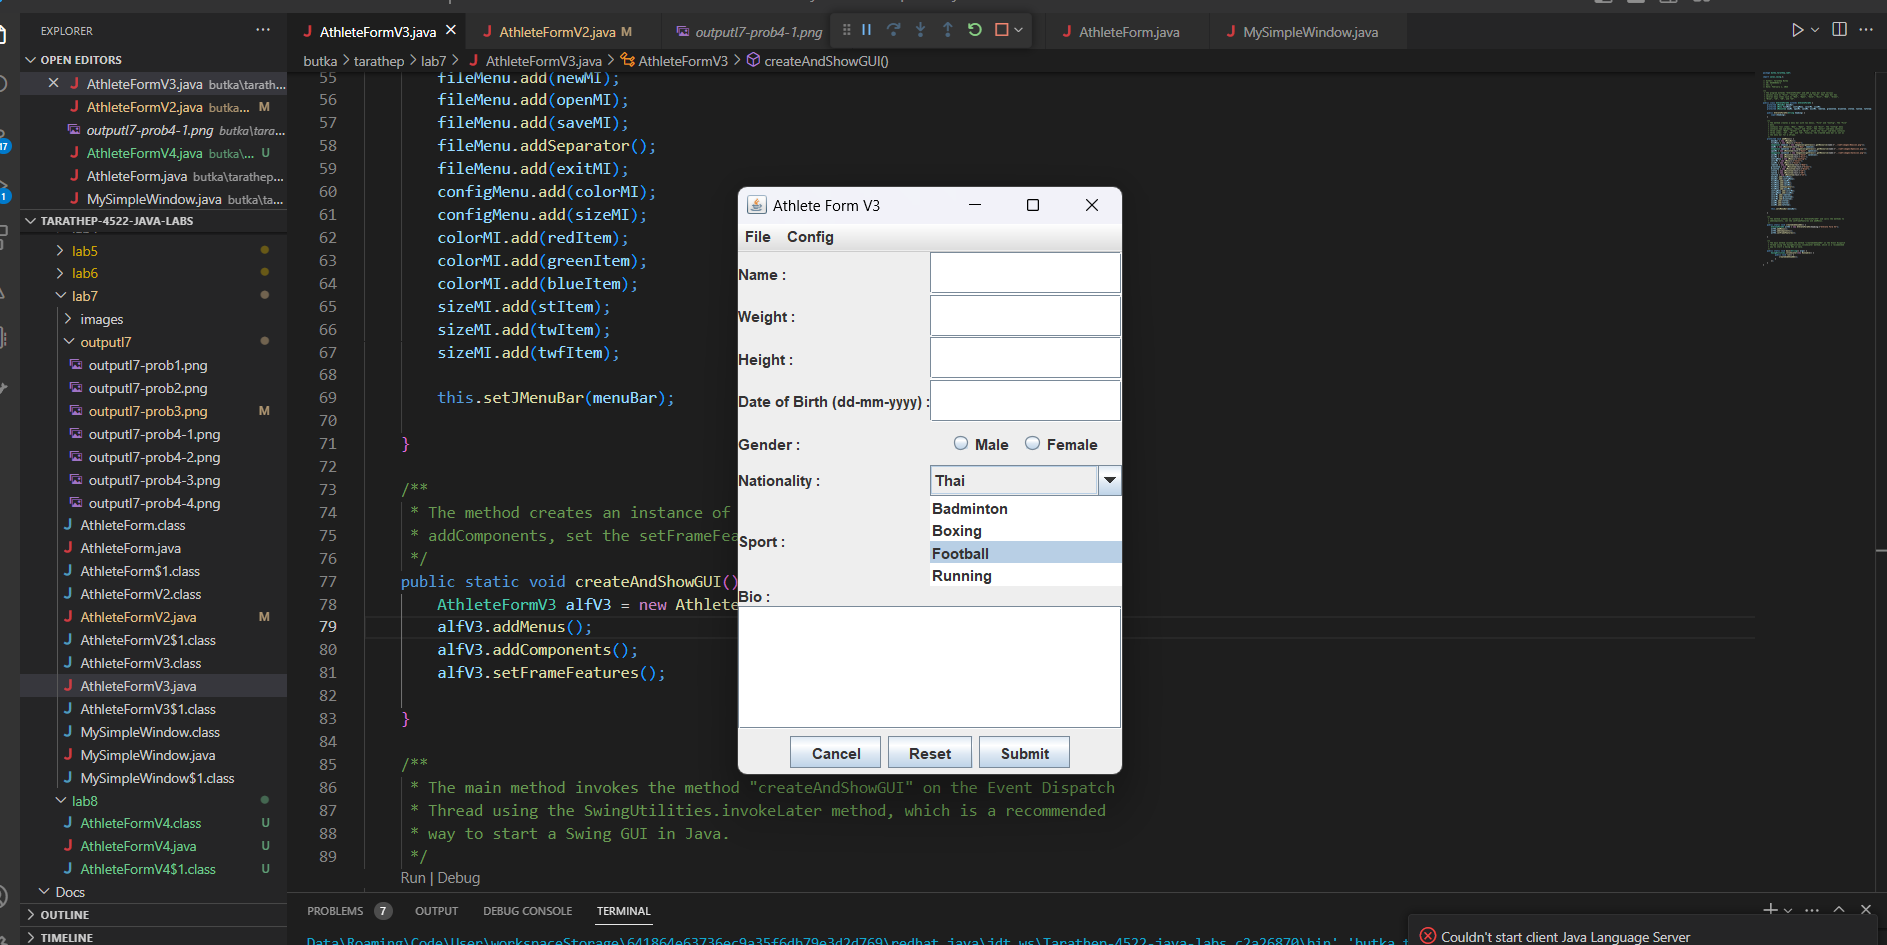 EXPLORER
OPEN EDITORS
AthleteFormV3.java butka\tarath...
AthleteFormV2.java butka... M
outputl7-prob4-1.png butka\tara...
AthleteFormV4.java butka\... U
AthleteForm.java butka\tarathep...
MySimpleWindow.java butka\ta...
TARATHEP-4522-JAVA-LABS
lab5
lab6
lab7
images
outputl7
outputl7-prob1.png
outputl7-prob2.png
outputl7-prob3.png M
outputl7-prob4-1.png
outputl7-prob4-2.png
outputl7-prob4-3.png
outputl7-prob4-4.png
AthleteForm.class
AthleteForm.java
AthleteForm$1.class
AthleteFormV2.class
AthleteFormV2.java M
AthleteFormV2$1.class
AthleteFormV3.class
AthleteFormV3.java
AthleteFormV3$1.class
MySimpleWindow.class
MySimpleWindow.java
MySimpleWindow$1.class
lab8
AthleteFormV4.class U
AthleteFormV4.java U
AthleteFormV4$1.class U
Docs
OUTLINE
TIMELINE
17
1
AthleteFormV3.java AthleteFormV2.java M outputl7-prob4-1.png AthleteForm.java MySimpleWindow.java
butka > tarathep > lab7 > AthleteFormV3.java > AthleteFormV3 > createAndShowGUI()
55 fileMenu.add(newMI);
56 fileMenu.add(openMI);
57 fileMenu.add(saveMI);
58 fileMenu.addSeparator();
59 fileMenu.add(exitMI);
60 configMenu.add(colorMI);
61 configMenu.add(sizeMI);
62 colorMI.add(redItem);
63 colorMI.add(greenItem);
64 colorMI.add(blueItem);
65 sizeMI.add(stItem);
66 sizeMI.add(twItem);
67 sizeMI.add(twfItem);
68
69 this.setJMenuBar(menuBar);
70
71 }
72
73 /**
74 * The method creates an instance of
75 * addComponents, set the setFrameFea
76 */
77 public static void createAndShowGUI()
78 AthleteFormV3 alfV3 = new Athlete
79 alfV3.addMenus();
80 alfV3.addComponents();
81 alfV3.setFrameFeatures();
82
83 }
84
85 /**
86 * The main method invokes the method "createAndShowGUI" on the Event Dispatch
87 * Thread using the SwingUtilities.invokeLater method, which is a recommended
88 * way to start a Swing GUI in Java.
89 */
Run | Debug
Athlete Form V3
File Config
Name :
Weight :
Height :
Date of Birth (dd-mm-yyyy) :
Gender : Male Female
Nationality : Thai
Sport :
Badminton
Boxing
Football
Running
Bio :
Cancel Reset Submit
PROBLEMS 7 OUTPUT DEBUG CONSOLE TERMINAL
Couldn't start client Java Language Server